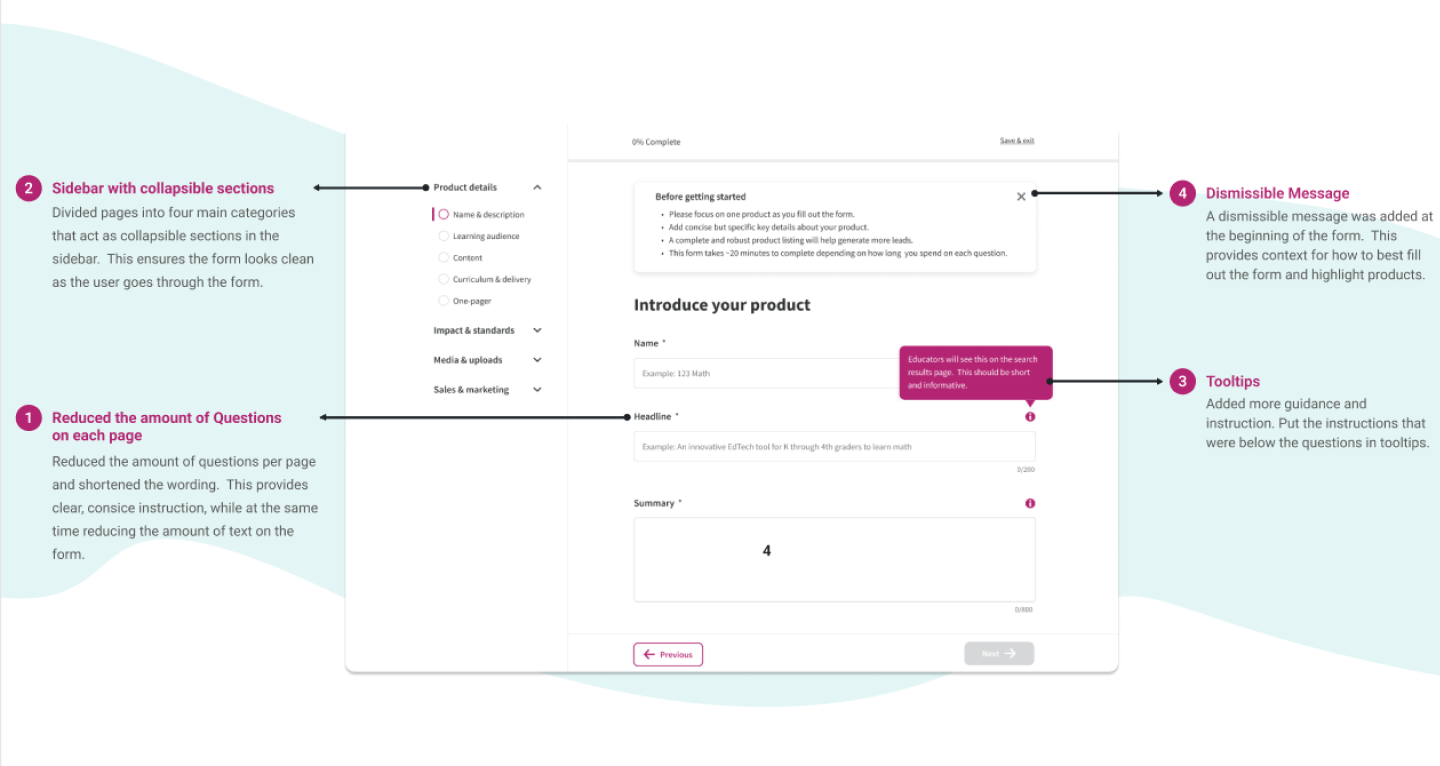 2 Sidebar with collapsible sections
Divided pages into four main categories
that act as collapsible sections in the
sidebar. This ensures the form looks clean
as the user goes through the form.
1 Reduced the amount of Questions
on each page
Reduced the amount of questions per page
and shortened the wording. This provides
clear, consice instruction, while at the same
time reducing the amount of text on the
form.
Product details
Name & description
Learning audience
Content
Curriculum & delivery
One-pager
Impact & standards
Media & uploads
Sales & marketing
0% Complete
Save & exit
Before getting started
• Please focus on one product as you fill out the form.
• Add concise but specific key details about your product.
• A complete and robust product listing will help generate more leads.
• This form takes ~20 minutes to complete depending on how long you spend on each question.
Introduce your product
Name *
Example: 123 Math
Educators will see this on the search
results page. This should be short
and informative.
Headline *
Example: An innovative EdTech tool for K through 4th graders to learn math
0/200
Summary *
4
0/800
Previous
Next
4 Dismissible Message
A dismissible message was added at
the beginning of the form. This
provides context for how to best fill
out the form and highlight products.
3 Tooltips
Added more guidance and
instruction. Put the instructions that
were below the questions in tooltips.